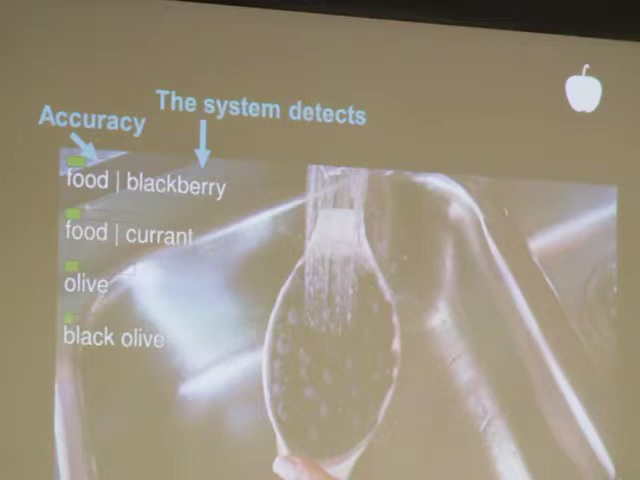 Accuracy
The system detects
food | blackberry
food | currant
olive
black olive